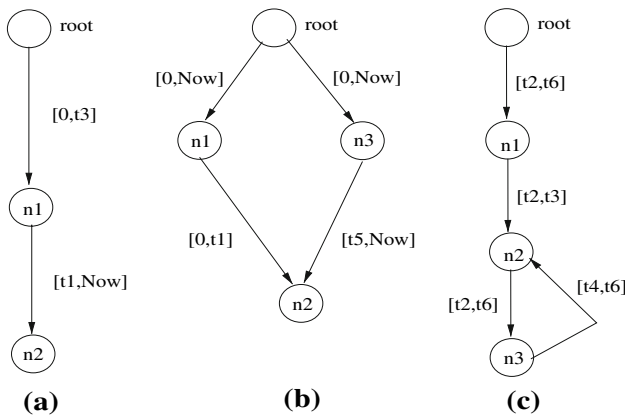 root
[0,t3]
n1
[t1,Now]
n2
(a)
root
[0,Now]
[0,Now]
n1
n3
[0,t1]
[t5,Now]
n2
(b)
root
[t2,t6]
n1
[t2,t3]
n2
[t2,t6]
[t4,t6]
n3
(c)